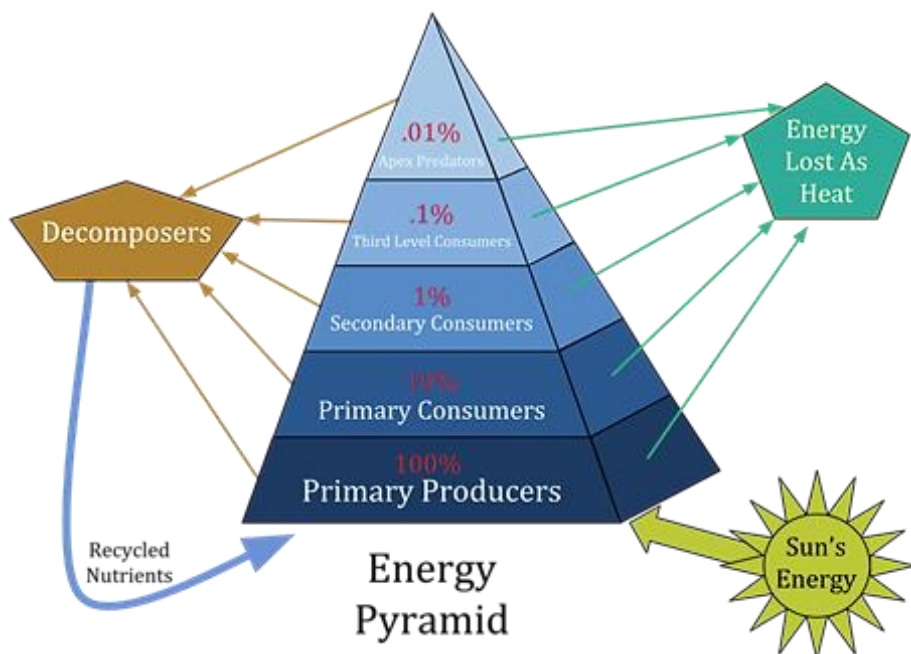 .01%
Apex Predators
Energy
Lost As
Heat
Decomposers
.1%
Third Level Consumers
1%
Secondary Consumers
10%
Primary Consumers
100%
Primary Producers
Recycled
Nutrients
Sun's
Energy
Energy
Pyramid